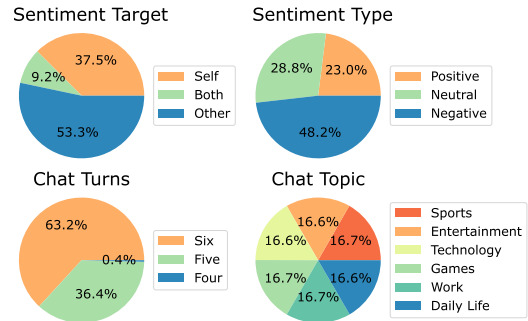 Sentiment Target
37.5%
9.2%
53.3%
Self
Both
Other
Sentiment Type
28.8%
23.0%
48.2%
Positive
Neutral
Negative
Chat Turns
63.2%
0.4%
36.4%
Six
Five
Four
Chat Topic
16.6%
16.6%
16.7%
16.7%
16.6%
16.7%
Sports
Entertainment
Technology
Games
Work
Daily Life